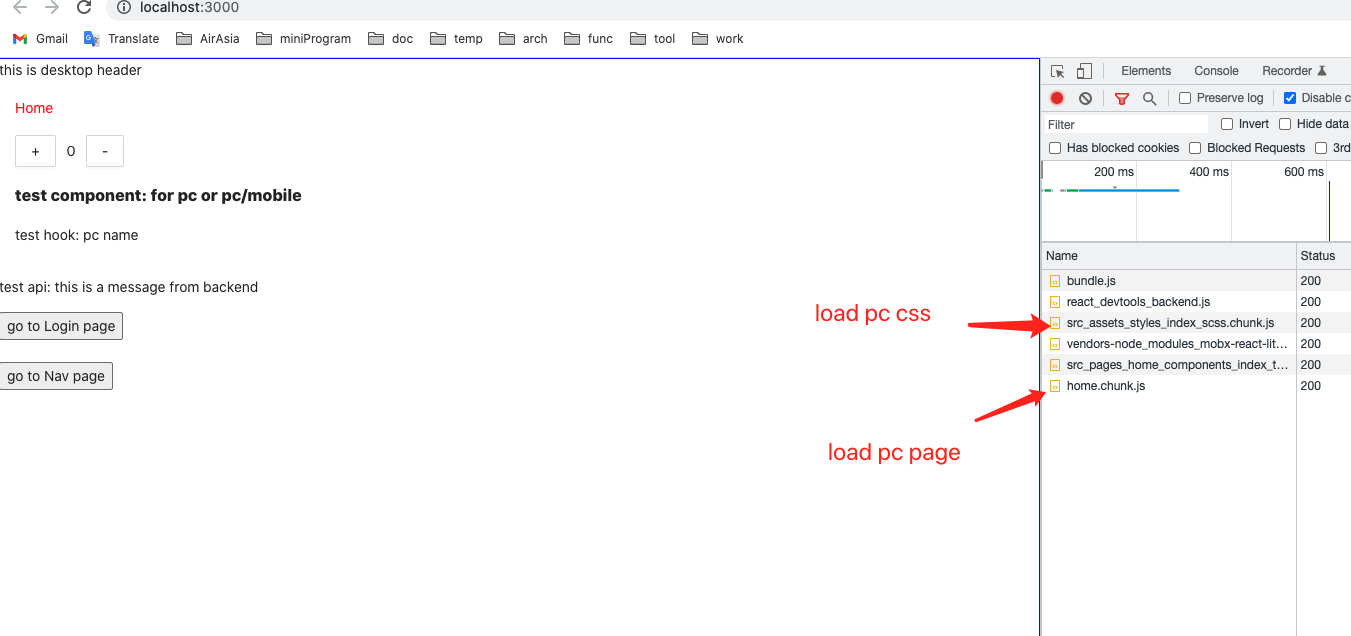 localhost:3000
Gmail Translate AirAsia miniProgram doc temp arch func tool work
this is desktop header
Home
+ 0 -
test component: for pc or pc/mobile
test hook: pc name
test api: this is a message from backend
go to Login page
go to Nav page
load pc css
load pc page
Elements Console Recorder
Preserve log Disable c
Filter Invert Hide data
Has blocked cookies Blocked Requests 3rd
200 ms 400 ms 600 ms
Name Status
bundle.js 200
react_devtools_backend.js 200
src_assets_styles_index_scss.chunk.js 200
vendors-node_modules_mobx-react-lit... 200
src_pages_home_components_index_t... 200
home.chunk.js 200